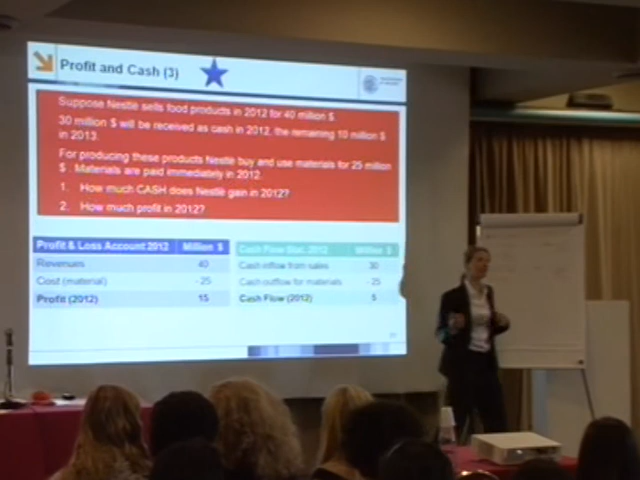 Profit and Cash (3)
Suppose Nestlé sells food products in 2012 for 40 million $
30 million $ will be received as cash in 2012, the remaining 10 million $
in 2013.
For producing these products Nestle buy and use materials for 25 million
$ . Materials are paid immediately in 2012.
1. How much CASH does Nestle gain in 2012?
2. How much profit in 2012?
Profit & Loss Account 2012 Million $
Revenues 40
Cost (material) - 25
Profit (2012) 15
Cash Flow Stat. 2012 Million $
Cash inflow from sales 30
Cash outflow for materials - 25
Cash Flow (2012) 5